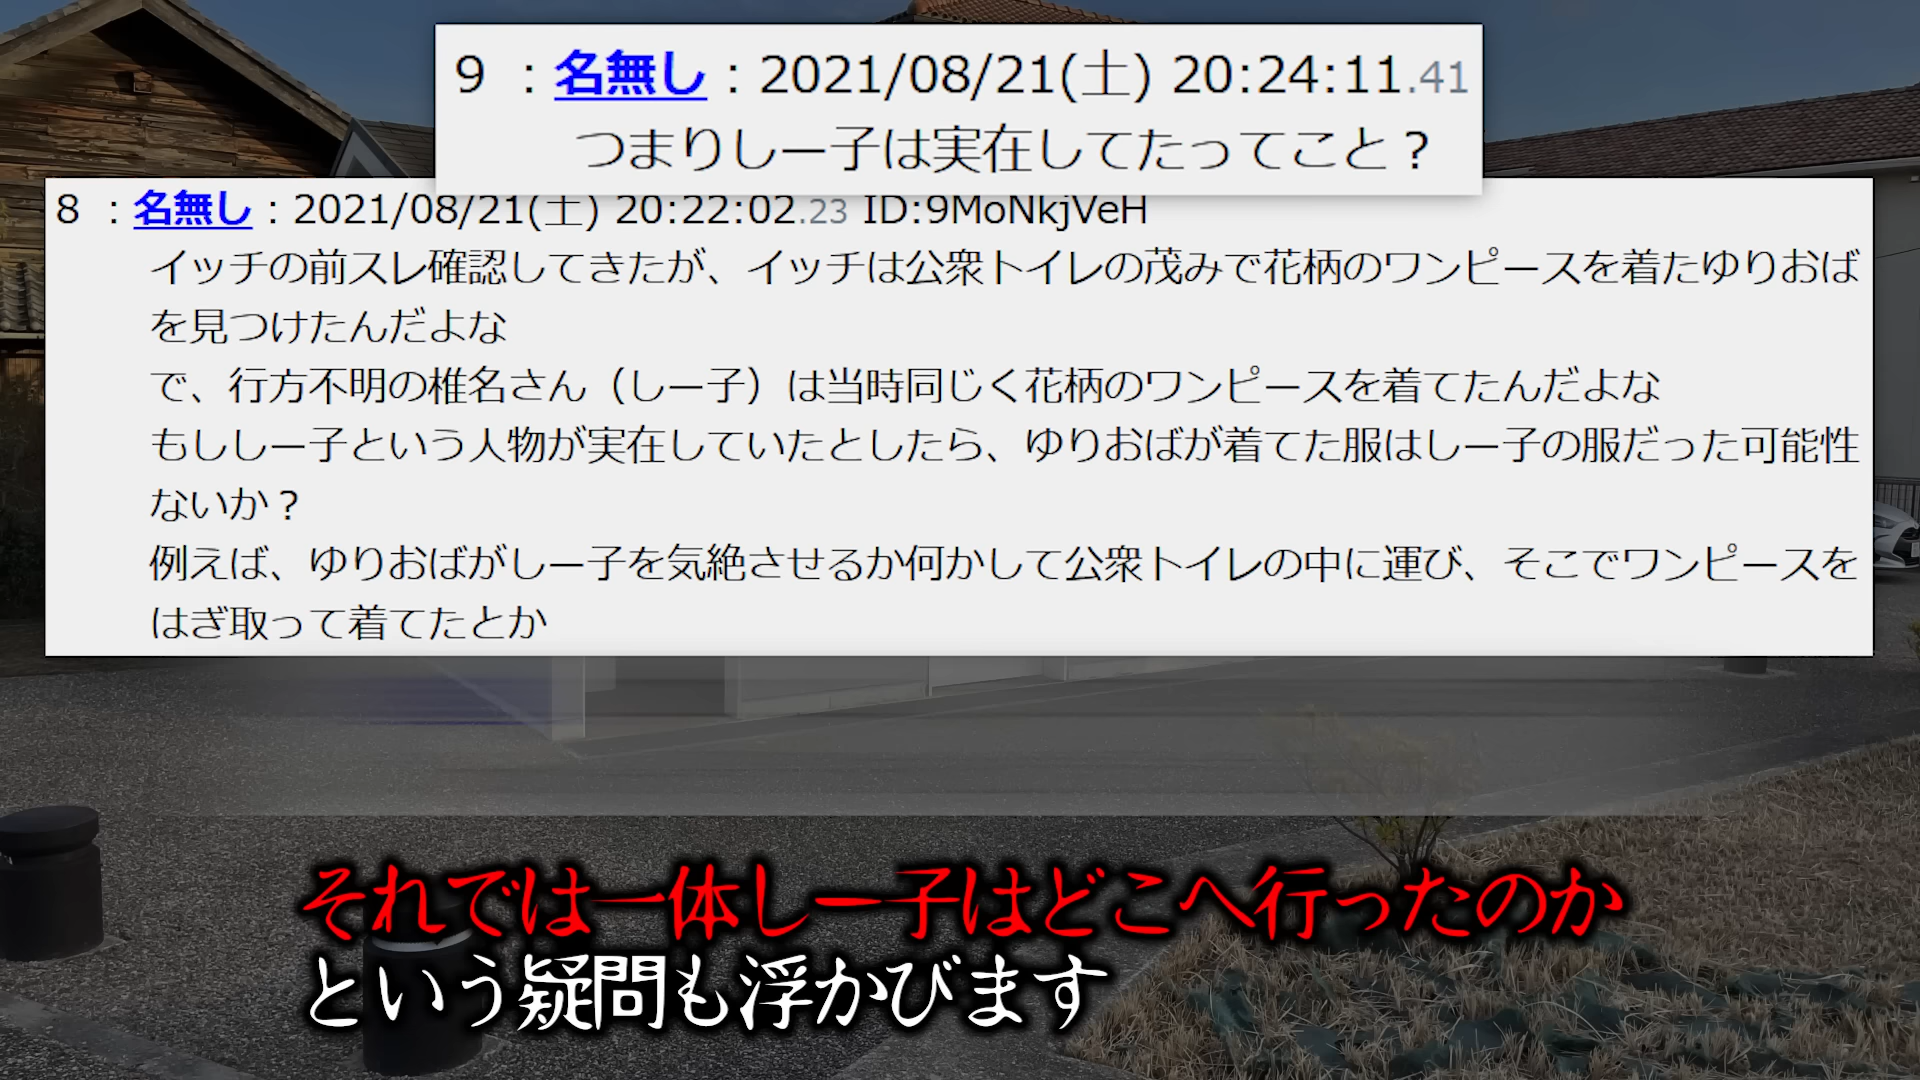 9 ：名無し：2021/08/21(土) 20:24:11.41
つまりしー子は実在してたってこと？
8 ：名無し：2021/08/21(土) 20:22:02.23 ID:9MoNkjVeH
イッチの前スレ確認してきたが、イッチは公衆トイレの茂みで花柄のワンピースを着たゆりおば
を見つけたんだよな
で、行方不明の椎名さん（しー子）は当時同じく花柄のワンピースを着てたんだよな
もししー子という人物が実在していたとしたら、ゆりおばが着てた服はしー子の服だった可能性
ないか？
例えば、ゆりおばがしー子を気絶させるか何かして公衆トイレの中に運び、そこでワンピースを
はぎ取って着てたとか
それでは一体しー子はどこへ行ったのか
という疑問も浮かびます